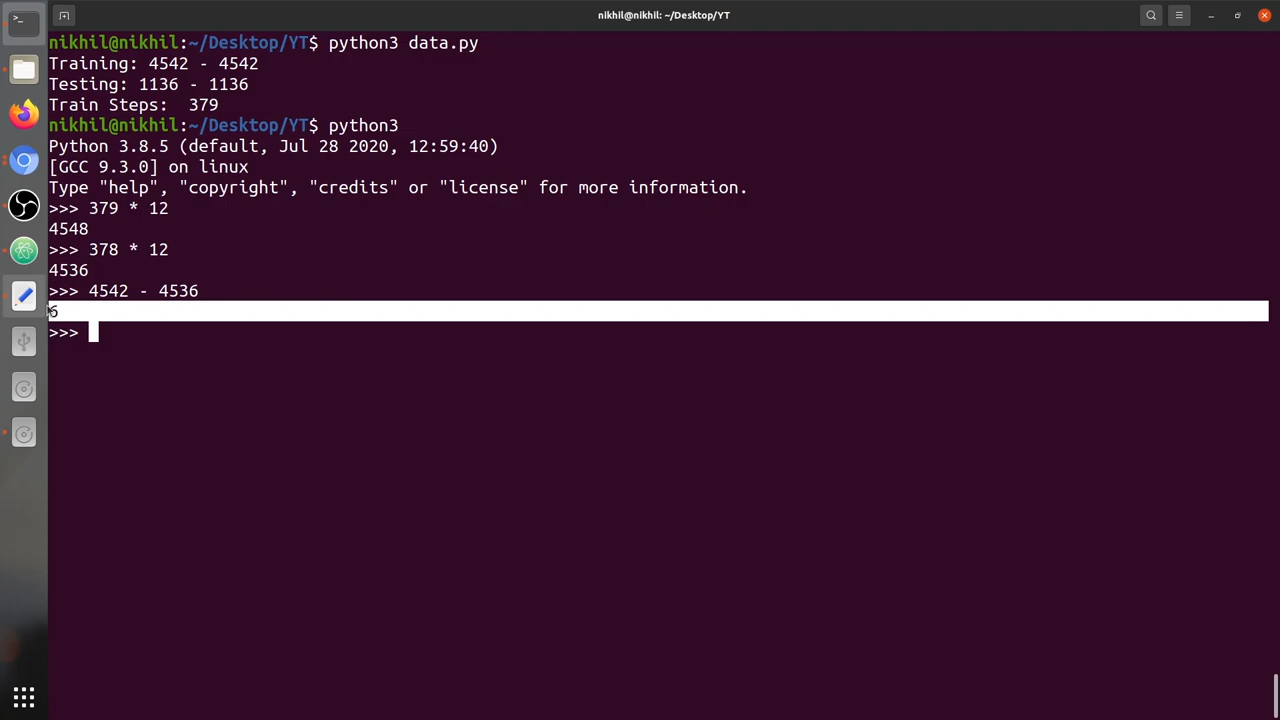 nikhil@nikhil: ~/Desktop/YT
nikhil@nikhil:~/Desktop/YT$ python3 data.py
Training: 4542 - 4542
Testing: 1136 - 1136
Train Steps:  379
nikhil@nikhil:~/Desktop/YT$ python3
Python 3.8.5 (default, Jul 28 2020, 12:59:40)
[GCC 9.3.0] on linux
Type "help", "copyright", "credits" or "license" for more information.
>>> 379 * 12
4548
>>> 378 * 12
4536
>>> 4542 - 4536
6
>>>